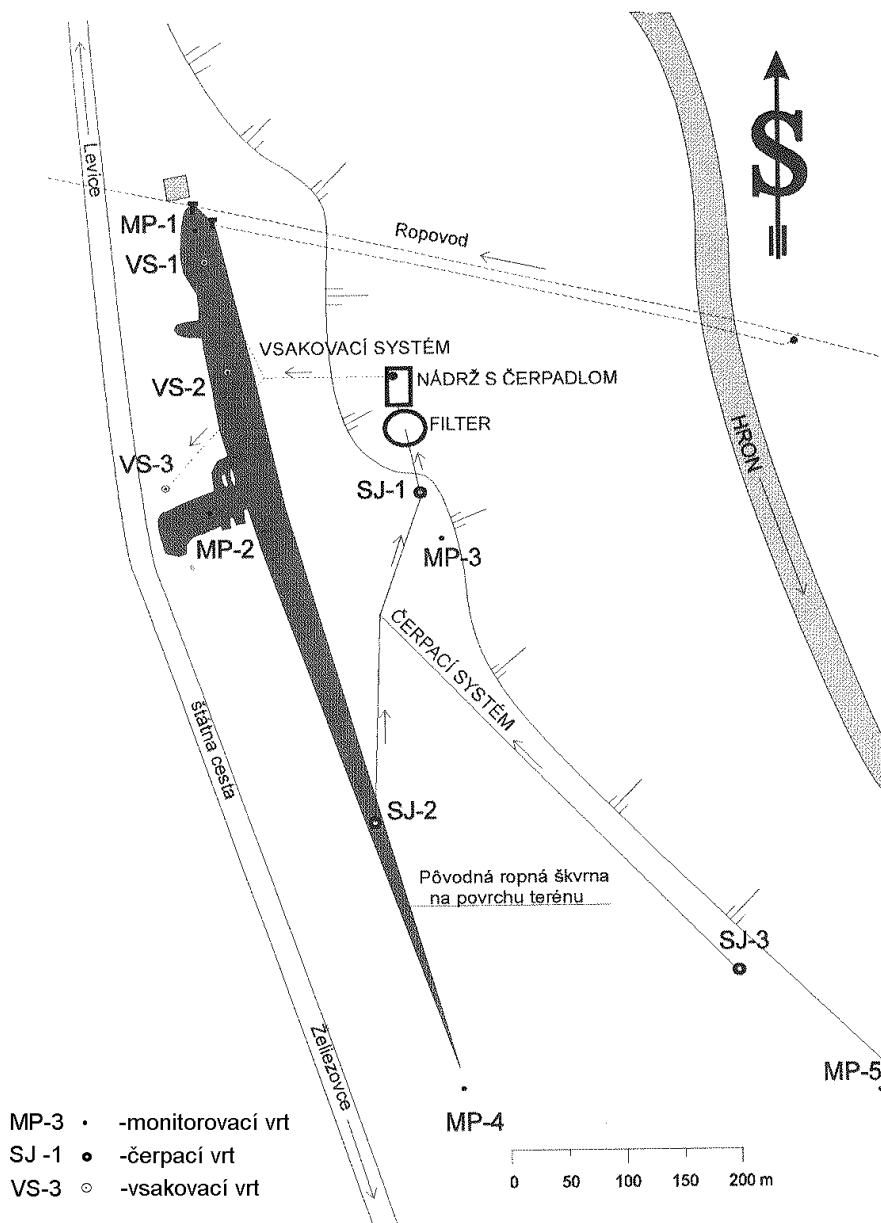 S
Levice
MP-1
Ropovod
VS-1
VSAKOVACÍ SYSTÉM
VS-2
NÁDRŽ S ČERPADLOM
FILTER
HRON
VS-3
SJ-1
MP-2
MP-3
ČERPACÍ SYSTÉM
štátna cesta
SJ-2
Pôvodná ropná škvrna
na povrchu terénu
SJ-3
Želiezovce
MP-5
MP-4
MP-3 -monitorovací vrt
SJ -1 -čerpací vrt
VS-3 -vsakovací vrt
0 50 100 150 200 m